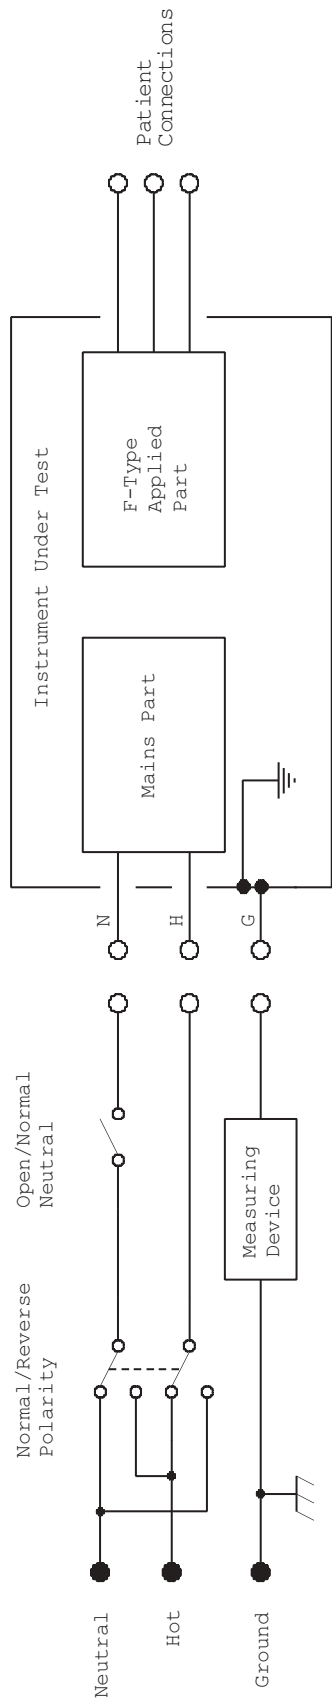 Neutral
Hot
Ground
Normal/Reverse
Polarity
Open/Normal
Neutral
Measuring
Device
N
H
G
Instrument Under Test
Mains Part
F-Type
Applied
Part
Patient
Connections